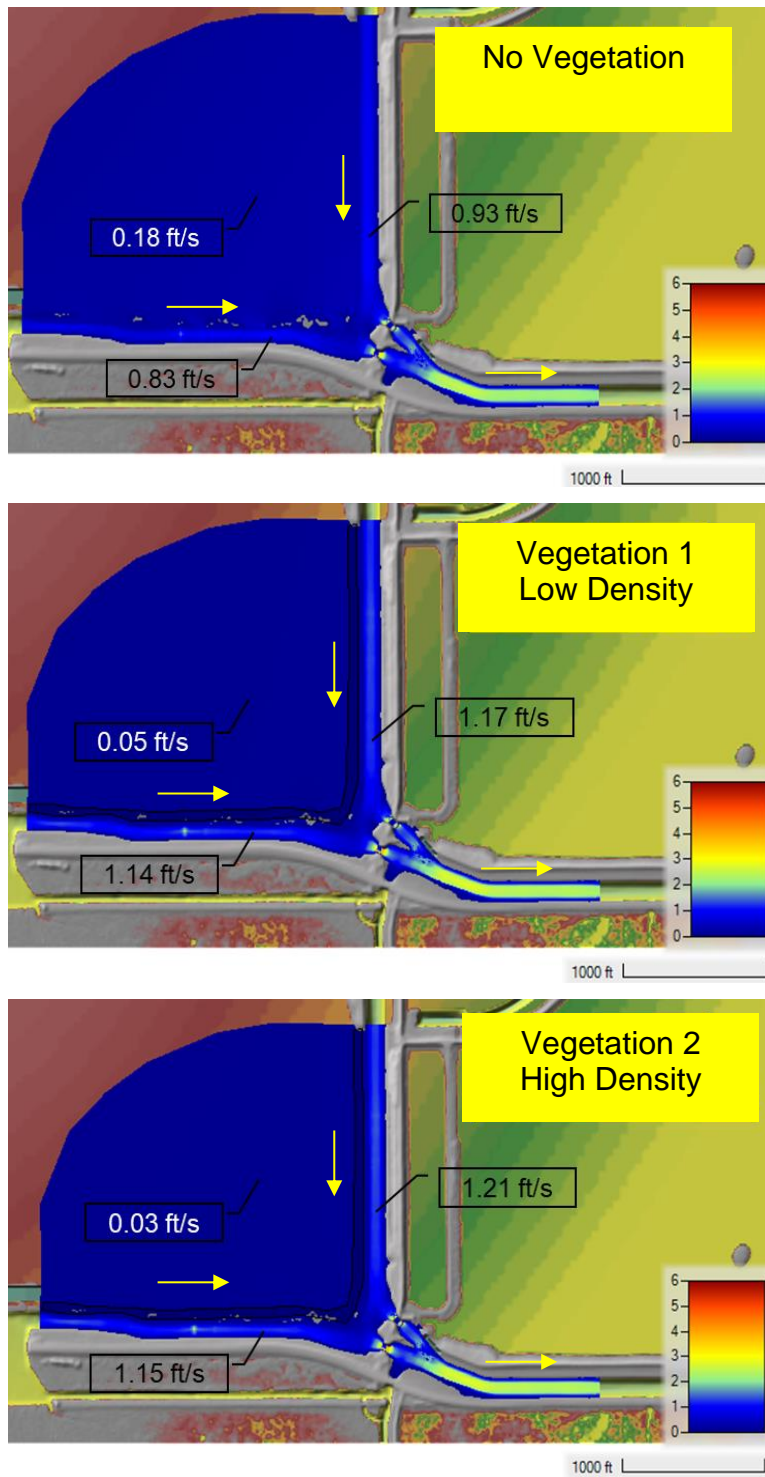 No Vegetation
0.18 ft/s
0.93 ft/s
0.83 ft/s
6
5
4
3
2
1
0
1000 ft
Vegetation 1
Low Density
0.05 ft/s
1.17 ft/s
1.14 ft/s
6
5
4
3
2
1
0
1000 ft
Vegetation 2
High Density
0.03 ft/s
1.21 ft/s
1.15 ft/s
6
5
4
3
2
1
0
1000 ft